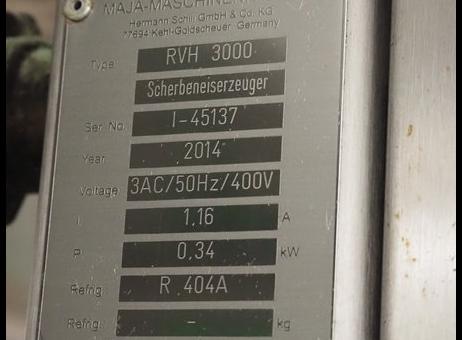 MAJA-MASCHINEN
Hermann Schill GmbH & Co. KG
77694 Kehl-Goldscheuer Germany
Type RVH 3000
Scherbeneiserzeuger
Ser. No. I-45137
Year 2014
Voltage 3AC/50Hz/400V
I 1,16 A
P 0,34 kW
Refrig. R 404A
Refrig. - kg